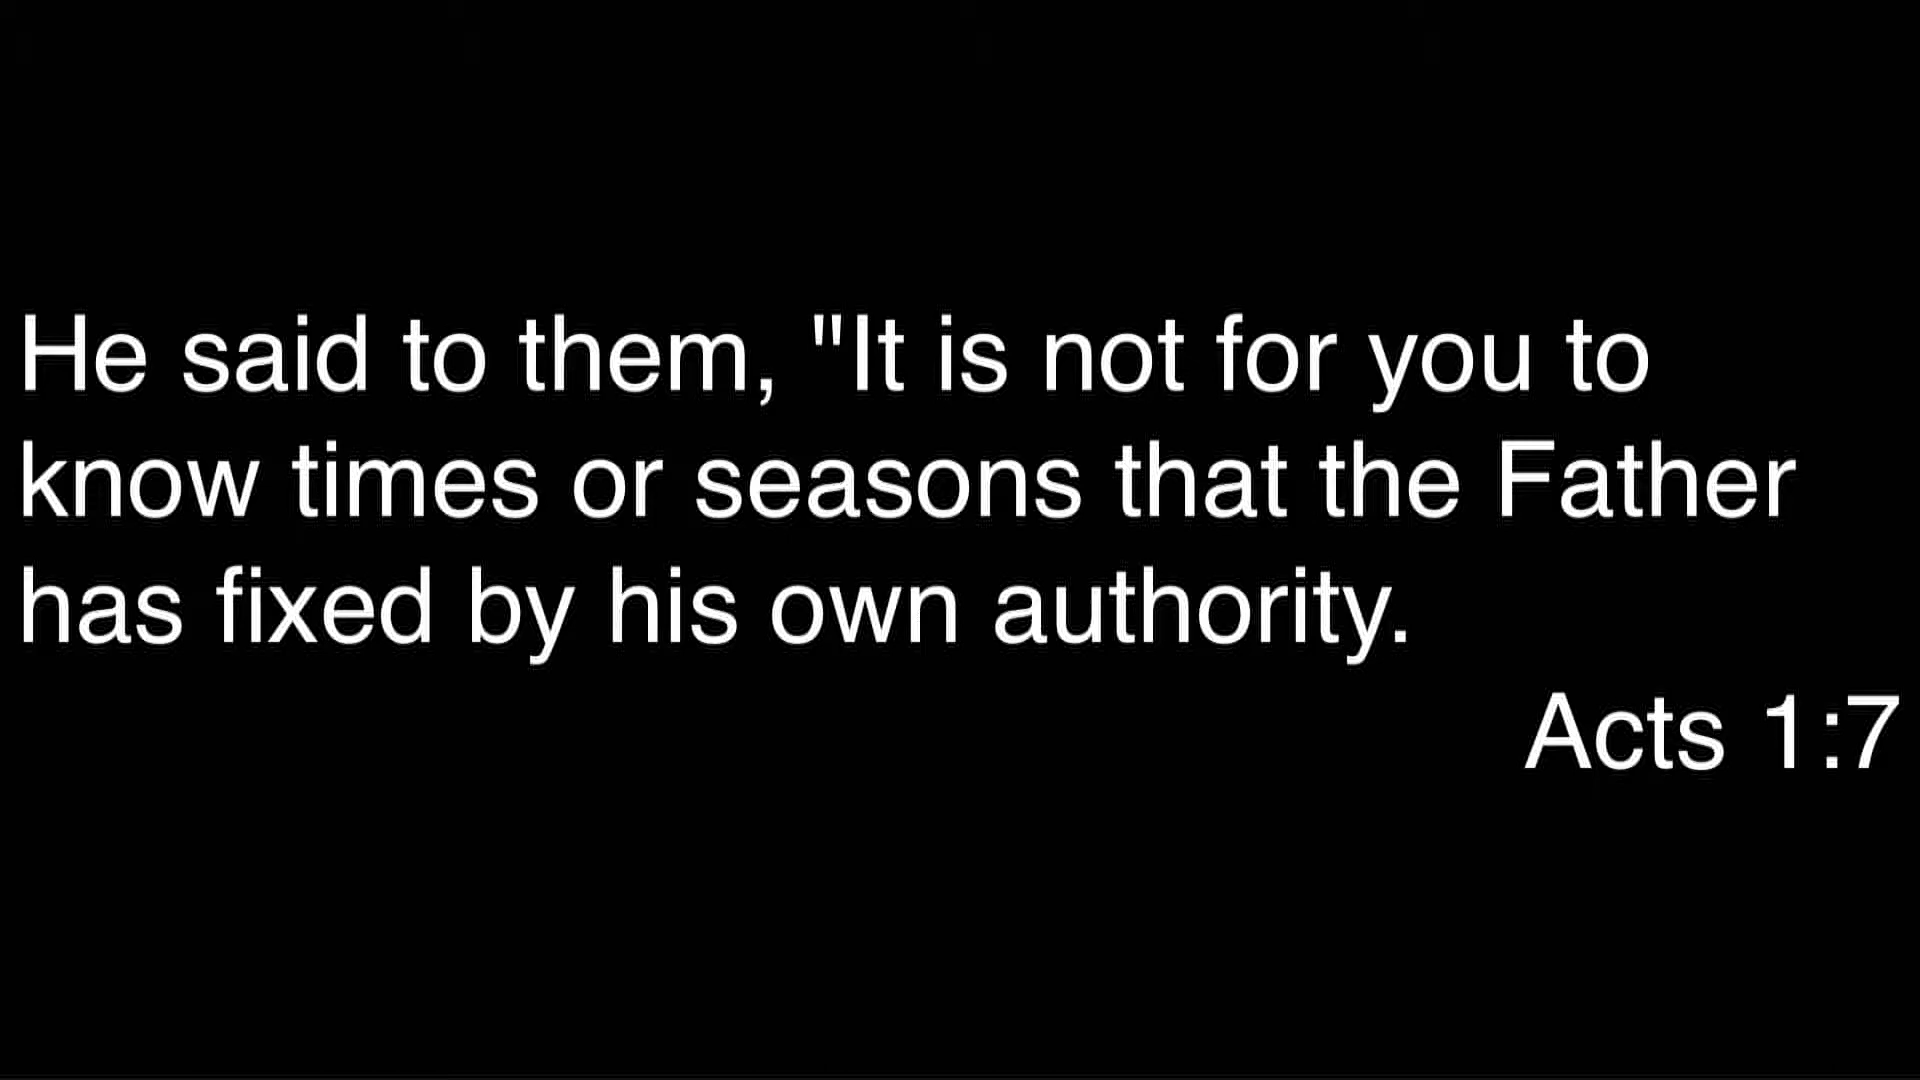 He said to them, "It is not for you to
know times or seasons that the Father
has fixed by his own authority.
Acts 1:7